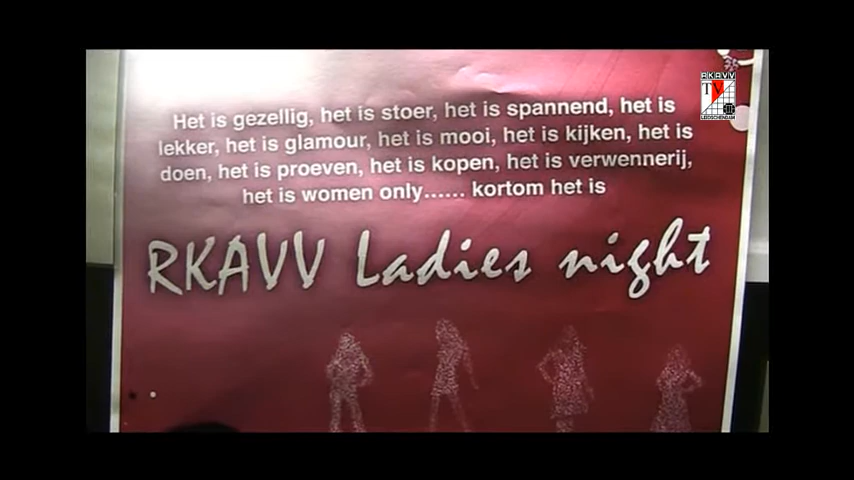 RKAVV
TV
LEIDSCHENDAM
Het is gezellig, het is stoer, het is spannend, het is
lekker, het is glamour, het is mooi, het is kijken, het is
doen, het is proeven, het is kopen, het is verwennerij,
het is women only...... kortom het is
RKAVV Ladies night